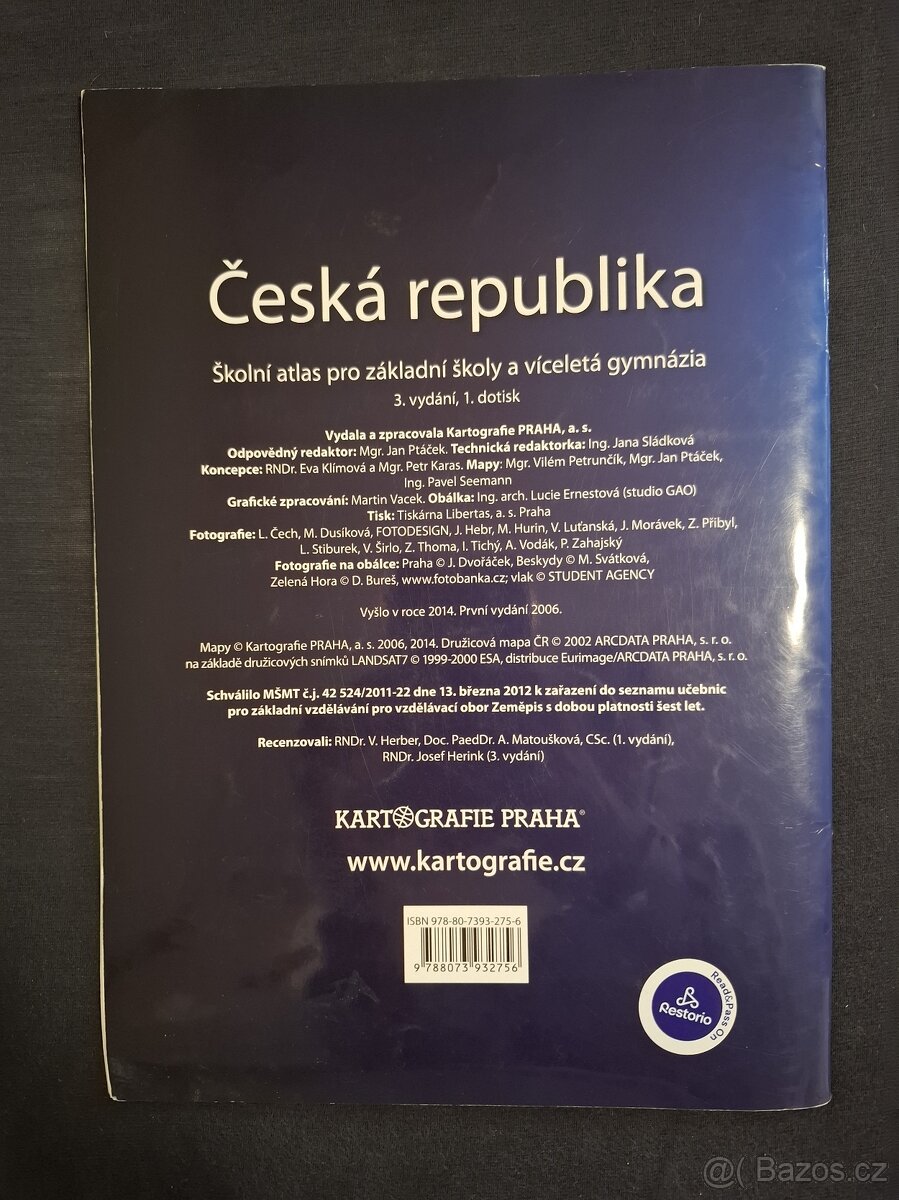 Česká republika
Školní atlas pro základní školy a víceletá gymnázia
3. vydání, 1. dotisk
Vydala a zpracovala Kartografie PRAHA, a. s.
Odpovědný redaktor: Mgr. Jan Ptáček. Technická redaktorka: Ing. Jana Sládková
Koncepce: RNDr. Eva Klímová a Mgr. Petr Karas. Mapy: Mgr. Vilém Petrunčík, Mgr. Jan Ptáček,
Ing. Pavel Seemann
Grafické zpracování: Martin Vacek. Obálka: Ing. arch. Lucie Ernestová (studio GAO)
Tisk: Tiskárna Libertas, a. s. Praha
Fotografie: L. Čech, M. Dusíková, FOTODESIGN, J. Hebr, M. Hurin, V. Luťanská, J. Morávek, Z. Přibyl,
L. Stiburek, V. Širlo, Z. Thoma, I. Tichý, A. Vodák, P. Zahajský
Fotografie na obálce: Praha © J. Dvořáček, Beskydy © M. Svátková,
Zelená Hora © D. Bureš, www.fotobanka.cz; vlak © STUDENT AGENCY
Vyšlo v roce 2014. První vydání 2006.
Mapy © Kartografie PRAHA, a. s. 2006, 2014. Družicová mapa ČR © 2002 ARCDATA PRAHA, s. r. o.
na základě družicových snímků LANDSAT7 © 1999-2000 ESA, distribuce Eurimage/ARCDATA PRAHA, s. r. o.
Schválilo MŠMT č.j. 42 524/2011-22 dne 13. března 2012 k zařazení do seznamu učebnic
pro základní vzdělávání pro vzdělávací obor Zeměpis s dobou platnosti šest let.
Recenzovali: RNDr. V. Herber, Doc. PaedDr. A. Matoušková, CSc. (1. vydání),
RNDr. Josef Herink (3. vydání)
KARTOGRAFIE PRAHA®
www.kartografie.cz
ISBN 978-80-7393-275-6
9 788073 932756
Read&Pass On
Restorio
@( Bazos.cz